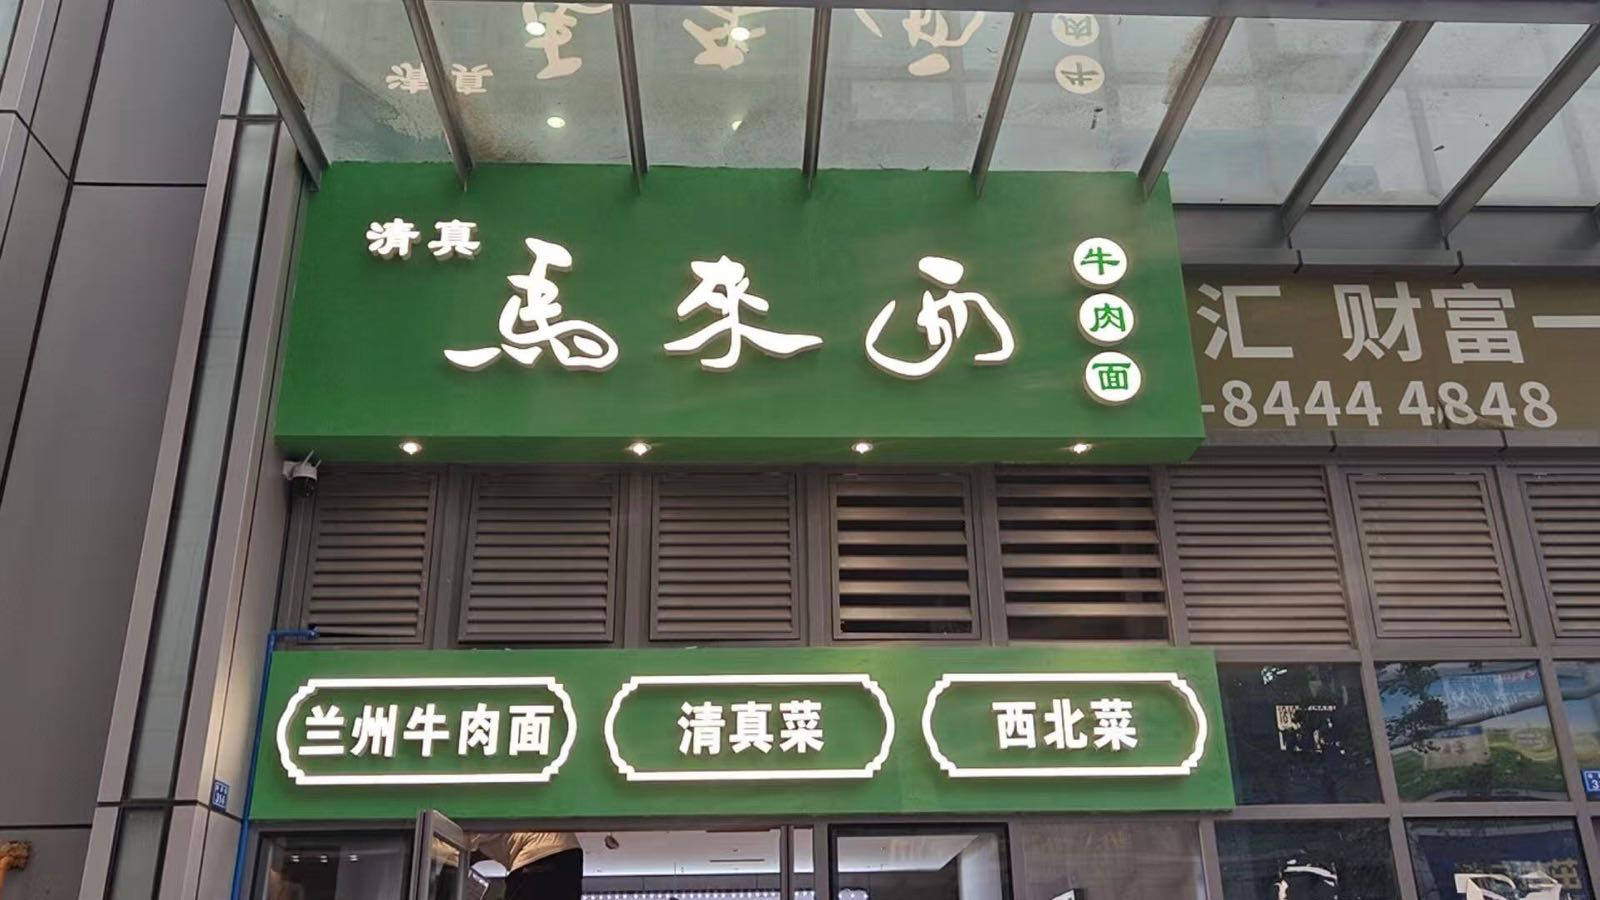 清真
馬來西
牛肉面
汇 财富一
-8444 4848
兰州牛肉面
清真菜
西北菜